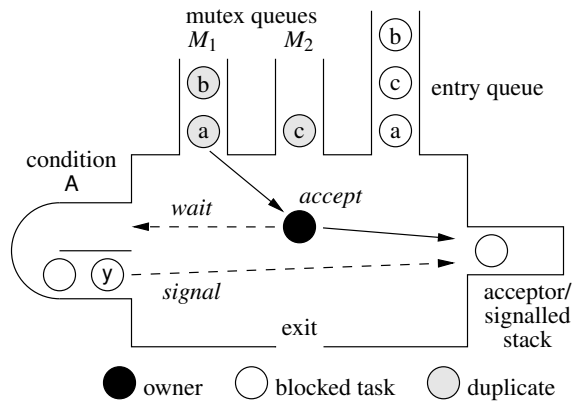 mutex queues
M1 M2
b
b
b c entry queue
a c a
condition
A
accept
wait
y
signal
acceptor/
signalled
stack
exit
owner blocked task duplicate